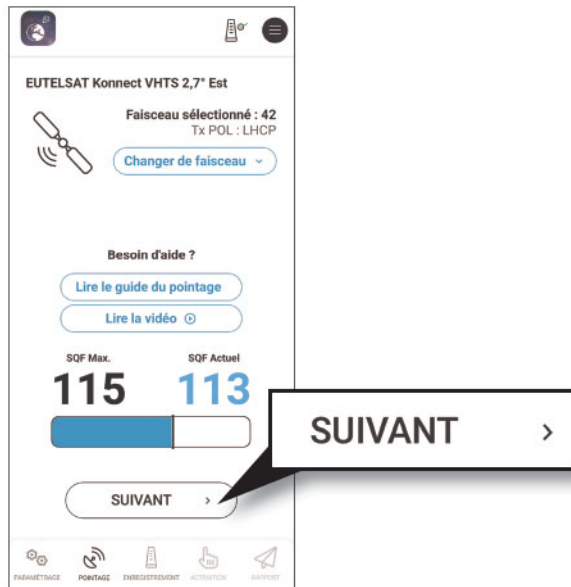 EUTELSAT Konnect VHTS 2,7° Est
Faisceau sélectionné : 42
Tx POL : LHCP
Changer de faisceau
Besoin d'aide ?
Lire le guide du pointage
Lire la vidéo
SQF Max. SQF Actuel
115 113
SUIVANT
SUIVANT
PARAMÉTRAGE POINTAGE ENREGISTREMENT ACTIVATION RAPPORT